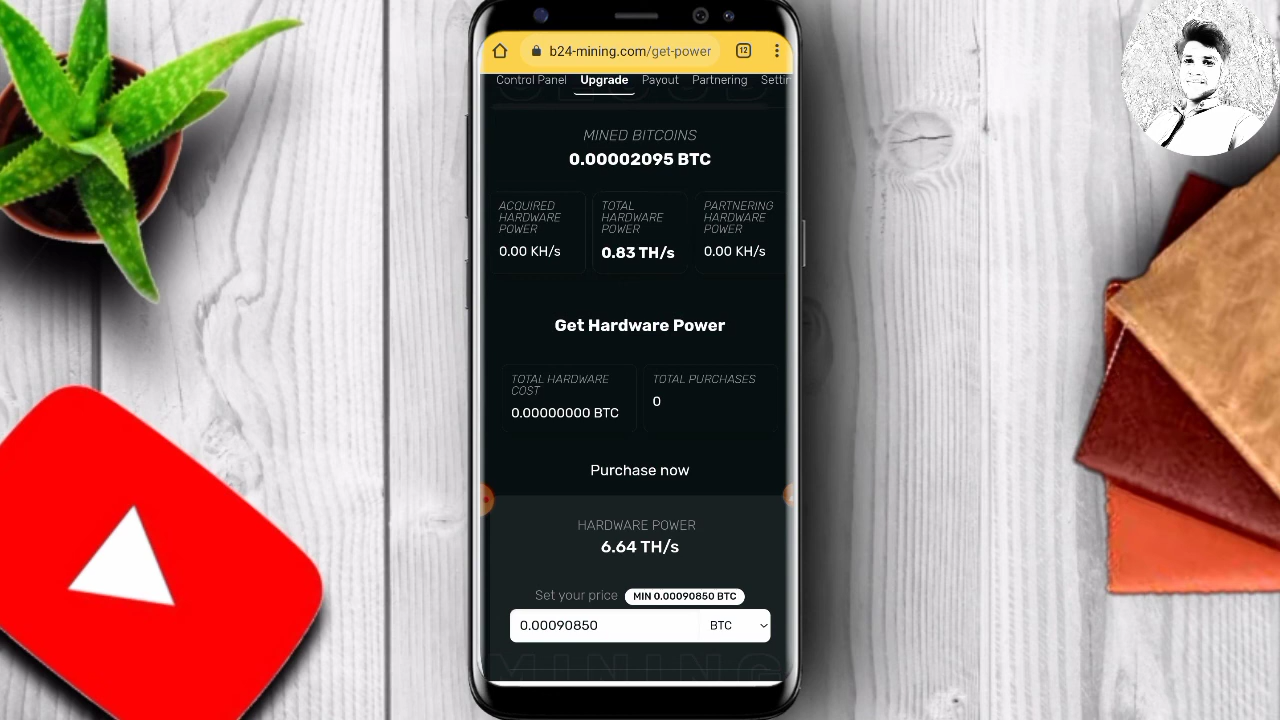 b24-mining.com/get-power
12
Control Panel Upgrade Payout Partnering Settin
MINED BITCOINS
0.00002095 BTC
ACQUIRED
HARDWARE
POWER
0.00 KH/s
TOTAL
HARDWARE
POWER
0.83 TH/s
PARTNERING
HARDWARE
POWER
0.00 KH/s
Get Hardware Power
TOTAL HARDWARE
COST
0.00000000 BTC
TOTAL PURCHASES
0
Purchase now
HARDWARE POWER
6.64 TH/s
Set your price MIN 0.00090850 BTC
0.00090850 BTC
MINING